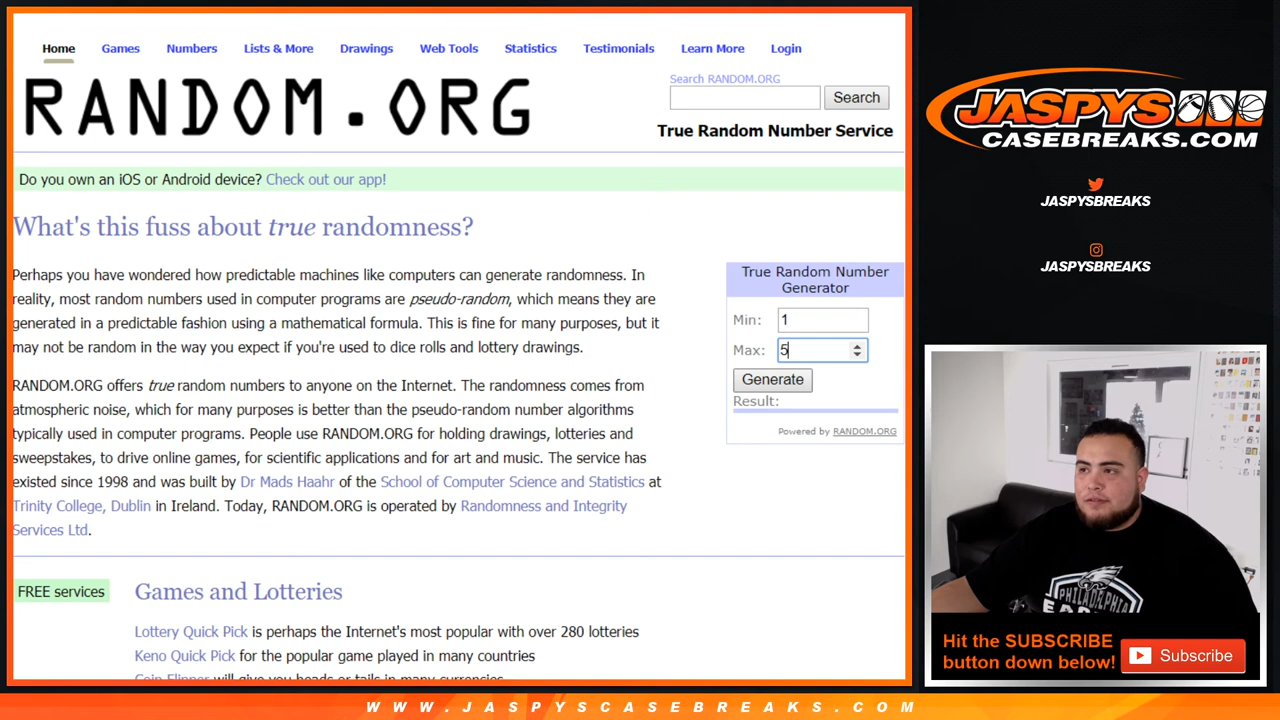 Home Games Numbers Lists & More Drawings Web Tools Statistics Testimonials Learn More Login
RANDOM.ORG
Search RANDOM.ORG
Search
True Random Number Service
Do you own an iOS or Android device? Check out our app!
What's this fuss about true randomness?
Perhaps you have wondered how predictable machines like computers can generate randomness. In
reality, most random numbers used in computer programs are pseudo-random, which means they are
generated in a predictable fashion using a mathematical formula. This is fine for many purposes, but it
may not be random in the way you expect if you're used to dice rolls and lottery drawings.
RANDOM.ORG offers true random numbers to anyone on the Internet. The randomness comes from
atmospheric noise, which for many purposes is better than the pseudo-random number algorithms
typically used in computer programs. People use RANDOM.ORG for holding drawings, lotteries and
sweepstakes, to drive online games, for scientific applications and for art and music. The service has
existed since 1998 and was built by Dr Mads Haahr of the School of Computer Science and Statistics at
Trinity College, Dublin in Ireland. Today, RANDOM.ORG is operated by Randomness and Integrity
Services Ltd.
True Random Number
Generator
Min: 1
Max: 5
Generate
Result:
Powered by RANDOM.ORG
FREE services
Games and Lotteries
Lottery Quick Pick is perhaps the Internet's most popular with over 280 lotteries
Keno Quick Pick for the popular game played in many countries
Coin Flipper will give you heads or tails in many currencies
JASPYS
CASEBREAKS.COM
JASPYSBREAKS
JASPYSBREAKS
PHILADELPHIA
Hit the SUBSCRIBE
button down below!
Subscribe
WWW.JASPYSCASEBREAKS.COM